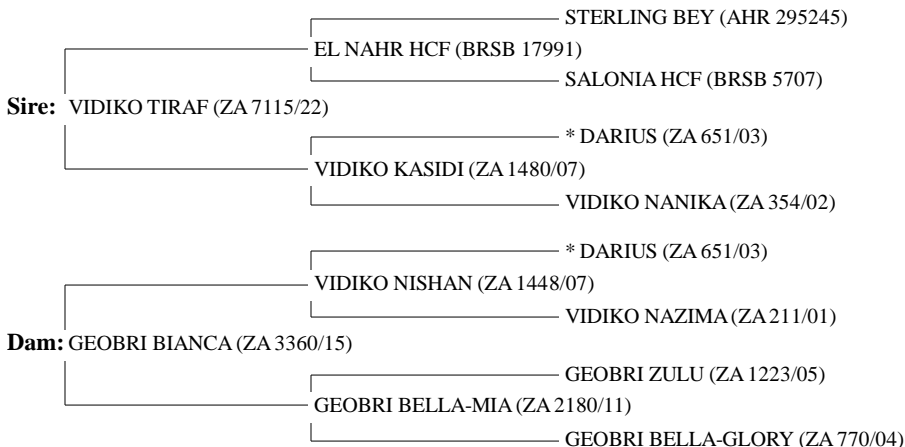 STERLING BEY (AHR 295245)
EL NAHR HCF (BRSB 17991)
SALONIA HCF (BRSB 5707)
Sire: VIDIKO TIRAF (ZA 7115/22)
* DARIUS (ZA 651/03)
VIDIKO KASIDI (ZA 1480/07)
VIDIKO NANIKA (ZA 354/02)
* DARIUS (ZA 651/03)
VIDIKO NISHAN (ZA 1448/07)
VIDIKO NAZIMA (ZA 211/01)
Dam: GEOBRI BIANCA (ZA 3360/15)
GEOBRI ZULU (ZA 1223/05)
GEOBRI BELLA-MIA (ZA 2180/11)
GEOBRI BELLA-GLORY (ZA 770/04)